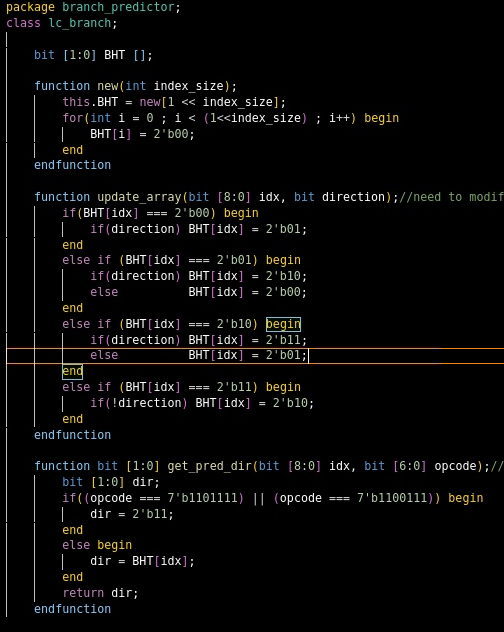 package branch_predictor;
class lc_branch;
bit [1:0] BHT [];
function new(int index_size);
this.BHT = new[1 << index_size];
for(int i = 0 ; i < (1<<index_size) ; i++) begin
BHT[i] = 2'b00;
end
endfunction
function update_array(bit [8:0] idx, bit direction);//need to modif
if(BHT[idx] === 2'b00) begin
if(direction) BHT[idx] = 2'b01;
end
else if (BHT[idx] === 2'b01) begin
if(direction) BHT[idx] = 2'b10;
else BHT[idx] = 2'b00;
end
else if (BHT[idx] === 2'b10) begin
if(direction) BHT[idx] = 2'b11;
else BHT[idx] = 2'b01;
end
else if (BHT[idx] === 2'b11) begin
if(!direction) BHT[idx] = 2'b10;
end
endfunction
function bit [1:0] get_pred_dir(bit [8:0] idx, bit [6:0] opcode);//
bit [1:0] dir;
if((opcode === 7'b1101111) || (opcode === 7'b1100111)) begin
dir = 2'b11;
end
else begin
dir = BHT[idx];
end
return dir;
endfunction